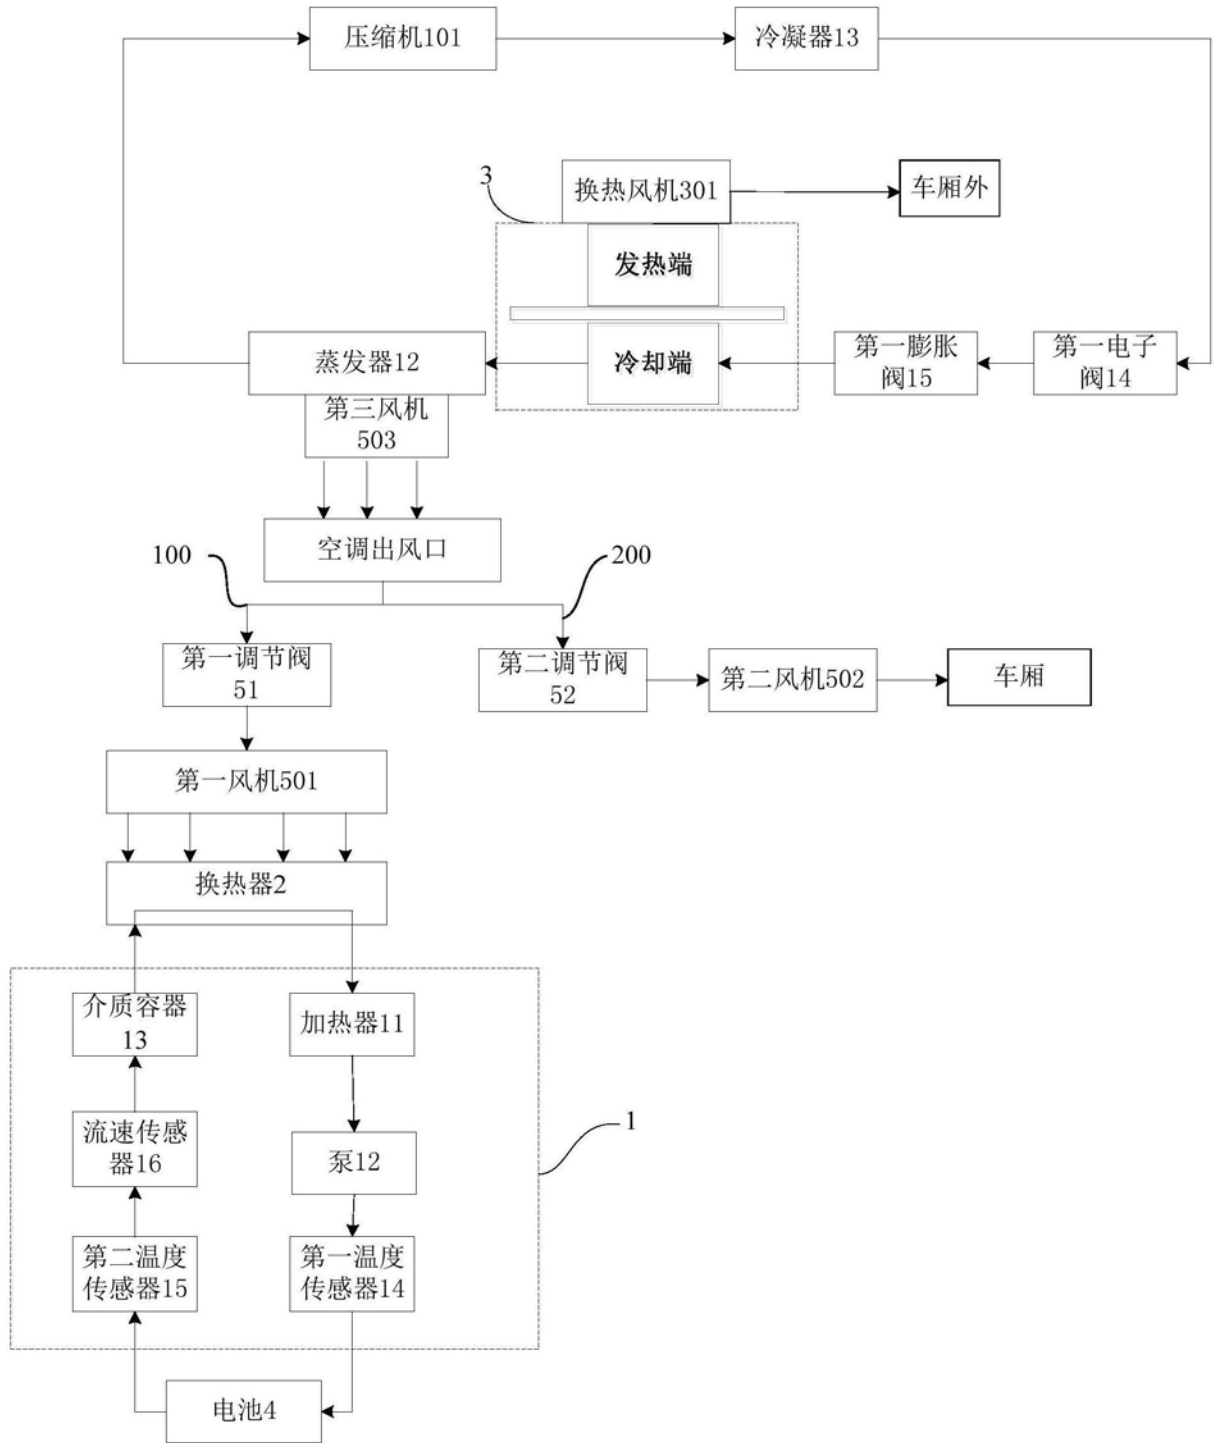 压缩机101
冷凝器13
3
换热风机301
车厢外
发热端
蒸发器12
冷却端
第一膨胀
阀15
第一电子
阀14
第三风机
503
空调出风口
100
200
第一调节阀
51
第二调节阀
52
第二风机502
车厢
第一风机501
换热器2
介质容器
13
加热器11
流速传感
器16
泵12
1
第二温度
传感器15
第一温度
传感器14
电池4